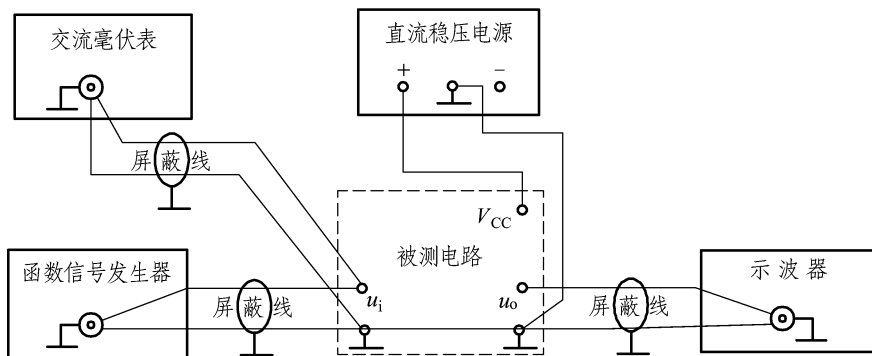 交流毫伏表
直流稳压电源
+
−
屏蔽线
V_CC
被测电路
函数信号发生器
示波器
屏蔽线
u_i
u_o
屏蔽线